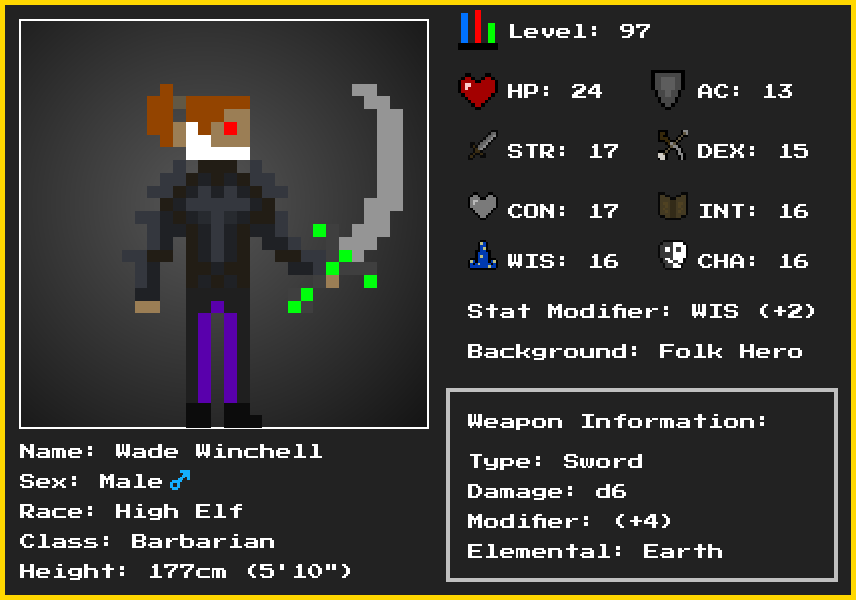 Level: 97
HP: 24 AC: 13
STR: 17 DEX: 15
CON: 17 INT: 16
WIS: 16 CHA: 16
Stat Modifier: WIS (+2)
Background: Folk Hero
Weapon Information:
Type: Sword
Damage: d6
Modifier: (+4)
Elemental: Earth
Name: Wade Winchell
Sex: Male♂
Race: High Elf
Class: Barbarian
Height: 177cm (5'10")